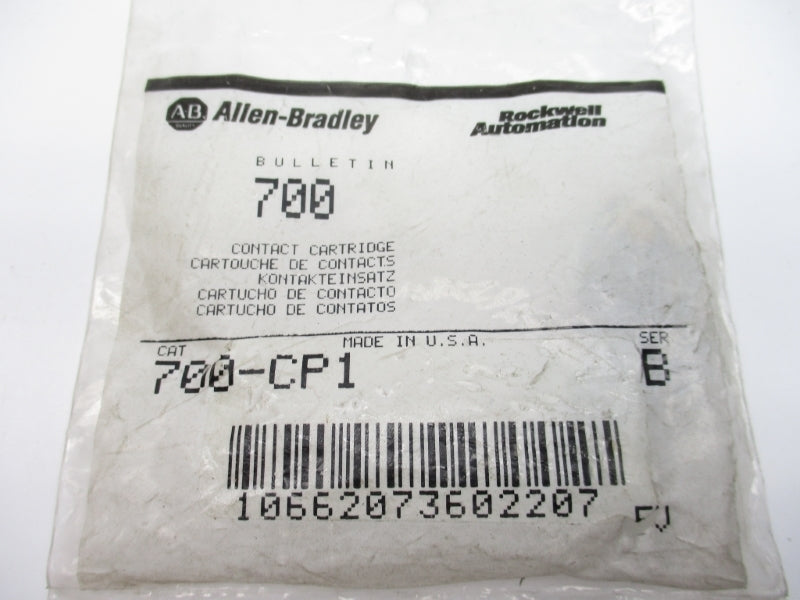 AB Allen-Bradley
QUALITY
Rockwell
Automation
BULLETIN
700
CONTACT CARTRIDGE
CARTOUCHE DE CONTACTS
KONTAKTEINSATZ
CARTUCHO DE CONTACTO
CARTUCHO DE CONTATOS
MADE IN U.S.A.
CAT SER
700-CP1 B
10662073602207